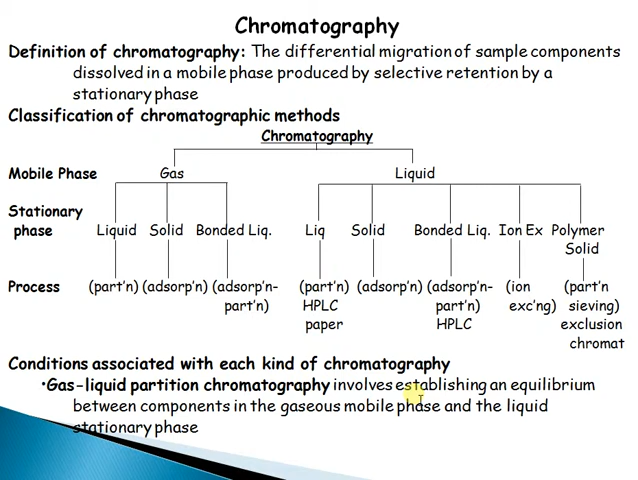 Chromatography
Definition of chromatography: The differential migration of sample components
dissolved in a mobile phase produced by selective retention by a
stationary phase
Classification of chromatographic methods
Chromatography
Mobile Phase Gas Liquid
Stationary
phase Liquid Solid Bonded Liq. Liq Solid Bonded Liq. Ion Ex Polymer
Solid
Process (part'n) (adsorp'n) (adsorp'n- (part'n) (adsorp'n) (adsorp'n- (ion (part'n
part'n) HPLC part'n) exc'ng) sieving)
paper HPLC exclusion
chromat
Conditions associated with each kind of chromatography
•Gas-liquid partition chromatography involves establishing an equilibrium
between components in the gaseous mobile phase and the liquid
stationary phase